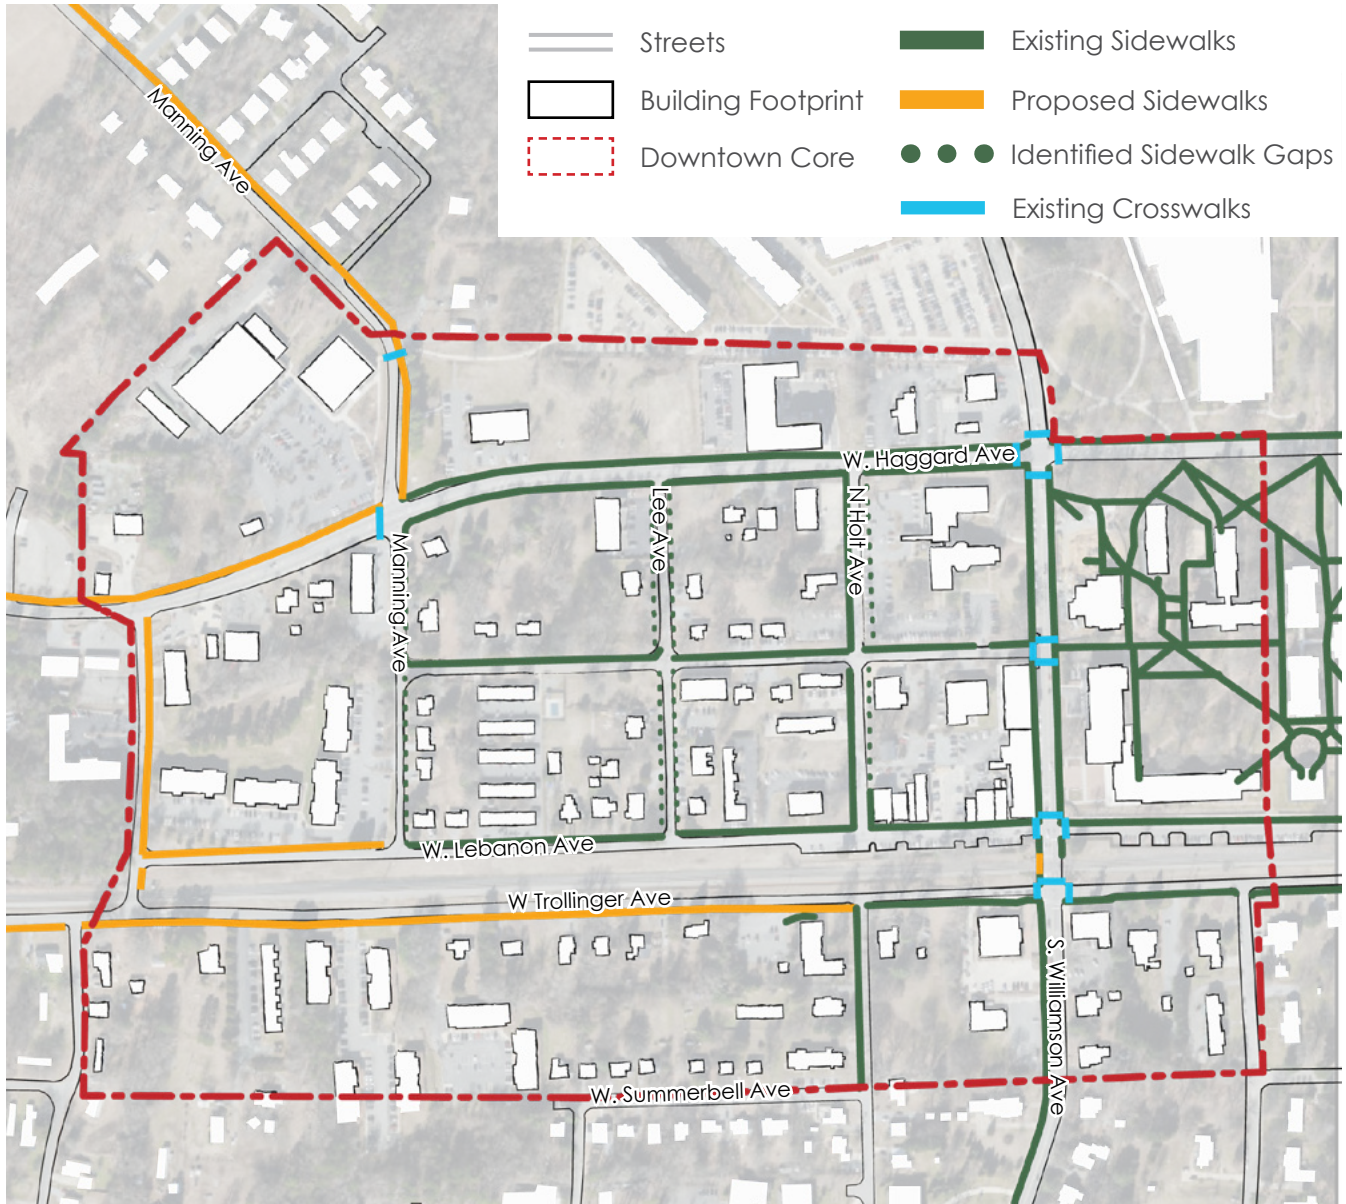 Streets
Existing Sidewalks
Building Footprint
Proposed Sidewalks
Downtown Core
Identified Sidewalk Gaps
Existing Crosswalks
Manning Ave
W. Haggard Ave
Lee Ave
N Holt Ave
Manning Ave
W. Lebanon Ave
W Trollinger Ave
S. Williamson Ave
W. Summerbell Ave